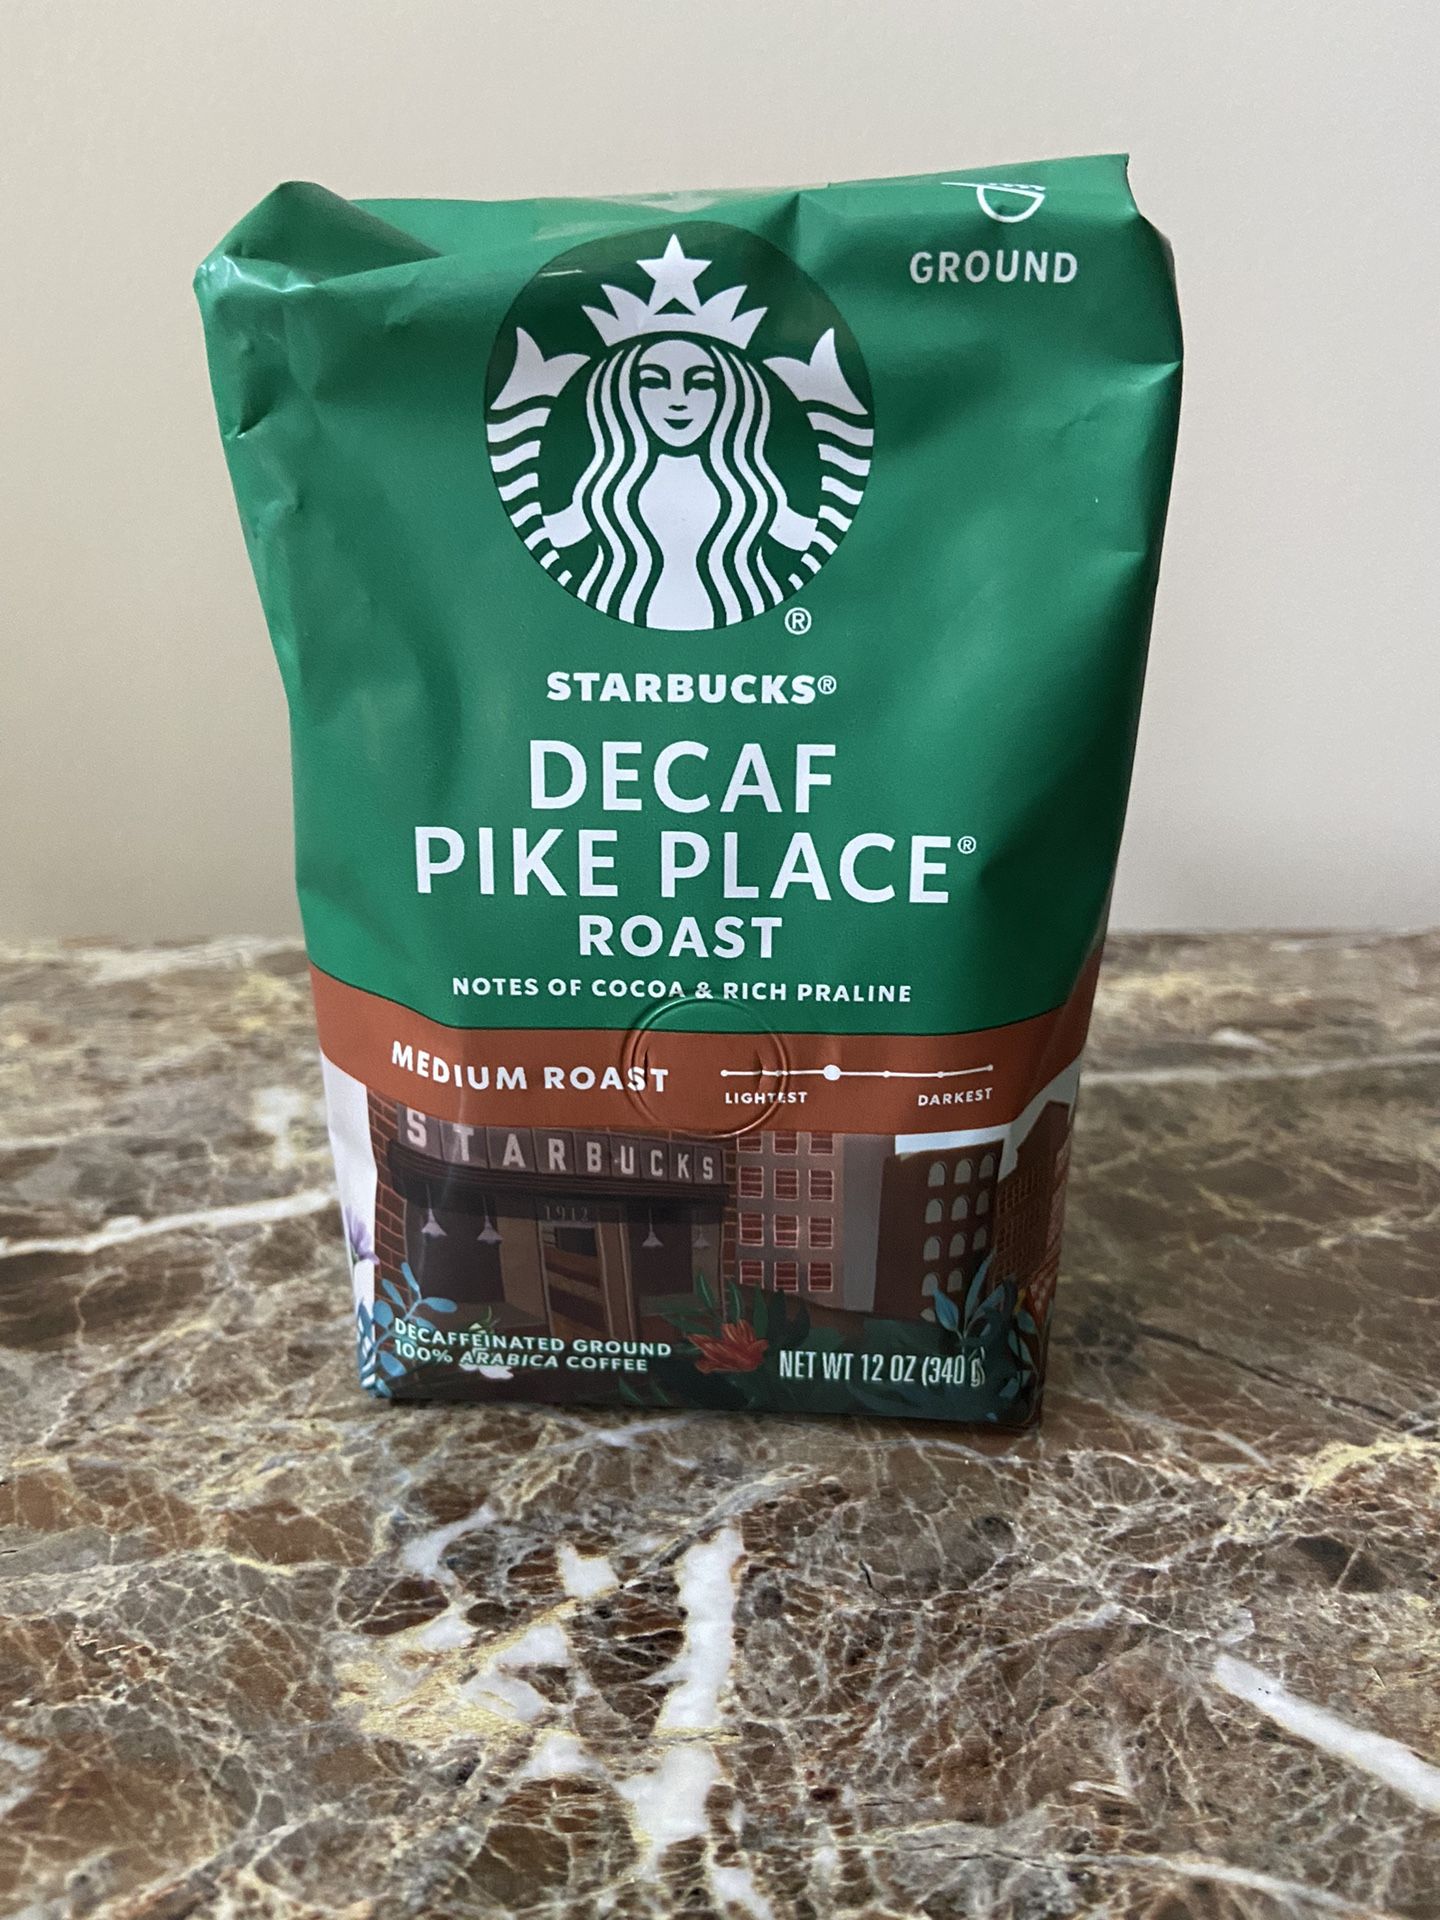 GROUND
®
STARBUCKS®
DECAF
PIKE PLACE®
ROAST
NOTES OF COCOA & RICH PRALINE
MEDIUM ROAST
LIGHTEST DARKEST
STARBUCKS
1912
DECAFFEINATED GROUND
100% ARABICA COFFEE
NET WT 12 OZ (340 g)